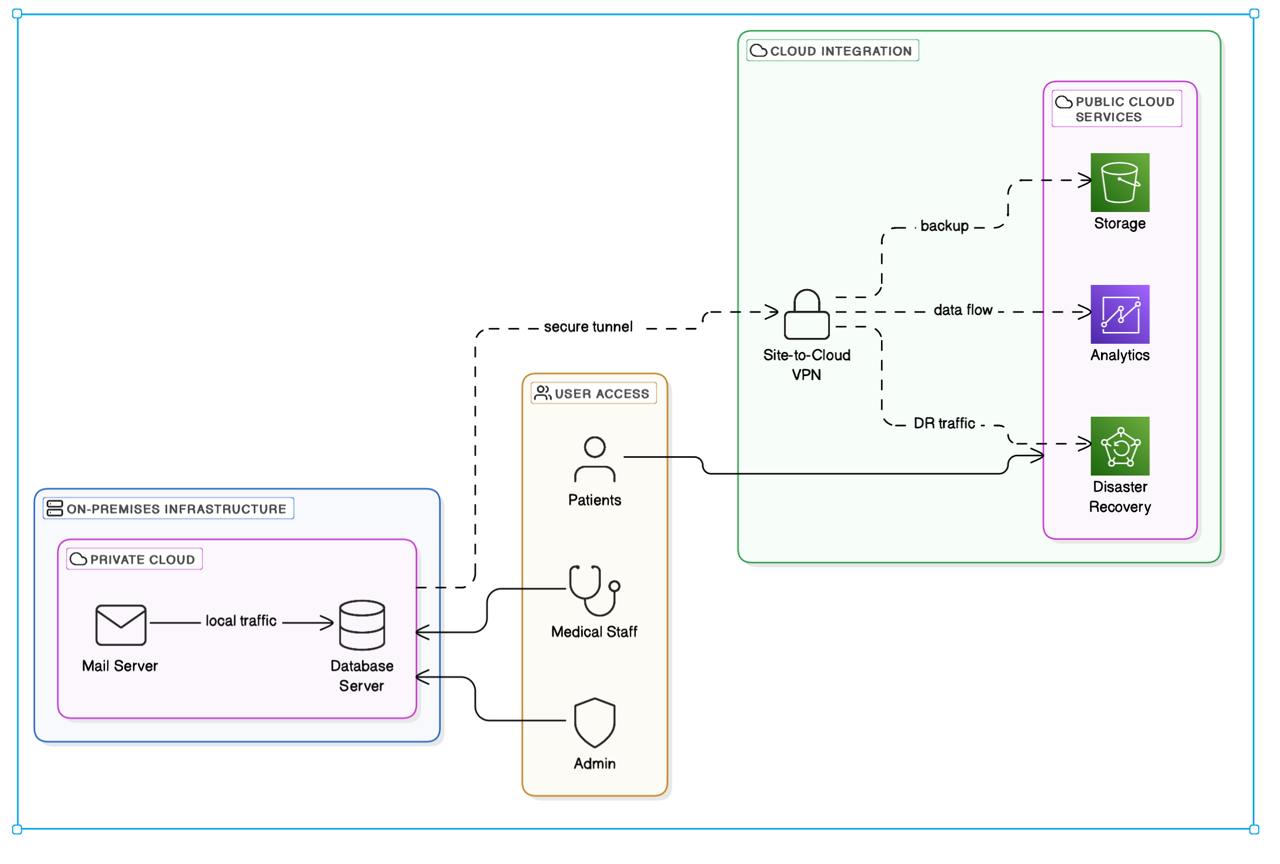 CLOUD INTEGRATION
PUBLIC CLOUD
SERVICES
Storage
backup
data flow
Analytics
Site-to-Cloud
VPN
secure tunnel
DR traffic
Disaster
Recovery
USER ACCESS
Patients
Medical Staff
Admin
ON-PREMISES INFRASTRUCTURE
PRIVATE CLOUD
local traffic
Mail Server
Database
Server